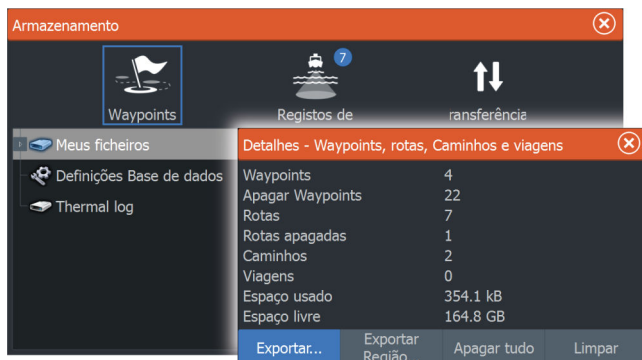 Armazenamento
7
Waypoints
Registos de
ransferência
Meus ficheiros
Definições Base de dados
Thermal log
Detalhes - Waypoints, rotas, Caminhos e viagens
Waypoints 4
Apagar Waypoints 22
Rotas 7
Rotas apagadas 1
Caminhos 2
Viagens 0
Espaço usado 354.1 kB
Espaço livre 164.8 GB
Exportar...
Exportar
Região
Apagar tudo
Limpar